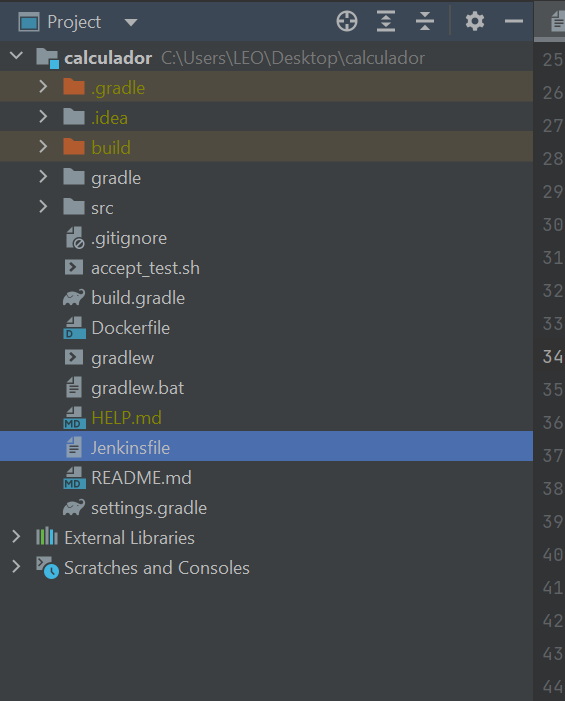 Project
calculador C:\Users\LEO\Desktop\calculador
.gradle
.idea
build
gradle
src
.gitignore
accept_test.sh
build.gradle
Dockerfile
gradlew
gradlew.bat
HELP.md
Jenkinsfile
README.md
settings.gradle
External Libraries
Scratches and Consoles
25
26
27
28
29
30
31
32
33
34
35
36
37
38
39
40
41
42
43
44